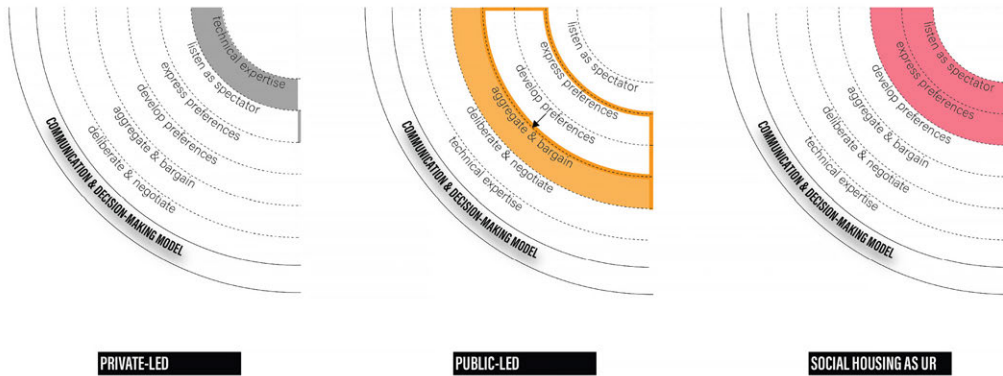 technical expertise
listen as spectator
express preferences
develop preferences
aggregate & bargain
deliberate & negotiate
COMMUNICATION & DECISION-MAKING MODEL
PRIVATE-LED
listen as spectator
express preferences
develop preferences
aggregate & bargain
deliberate & negotiate
technical expertise
COMMUNICATION & DECISION-MAKING MODEL
PUBLIC-LED
listen as spectator
express preferences
develop preferences
aggregate & bargain
deliberate & negotiate
technical expertise
COMMUNICATION & DECISION-MAKING MODEL
SOCIAL HOUSING AS UR